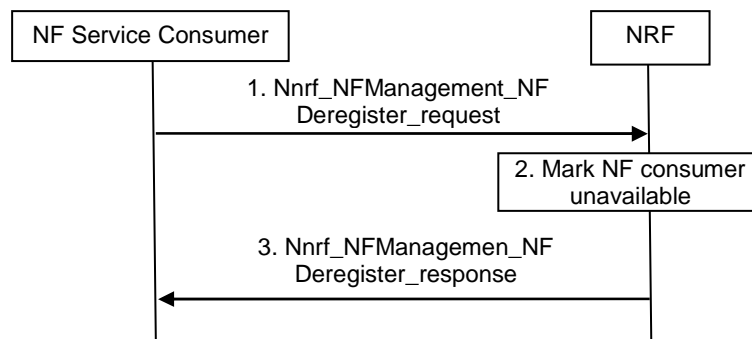 NF Service Consumer
NRF
1. Nnrf_NFManagement_NF
Deregister_request
2. Mark NF consumer
unavailable
3. Nnrf_NFManagemen_NF
Deregister_response